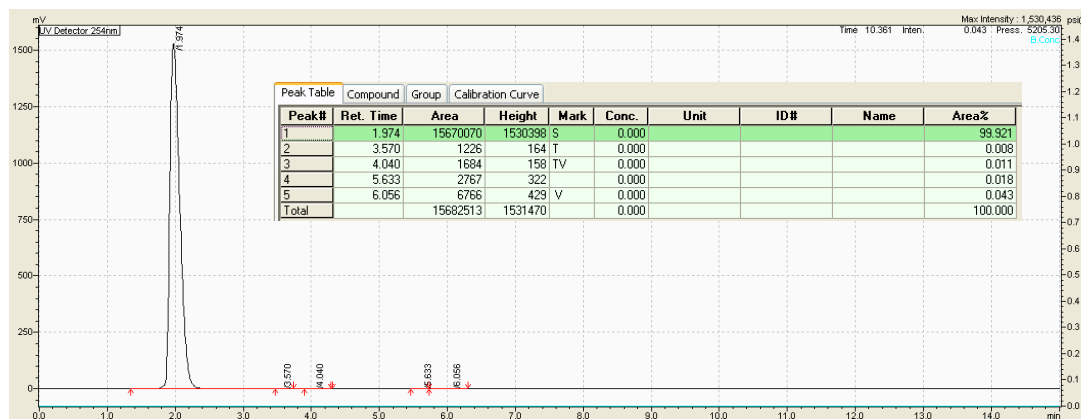 mV Max Intensity : 1,530,436 psi(
UV Detector 254nm Time 10.361 Inten. 0.043 Press. 5205.30
B.Conc
1.974
Peak Table Compound Group Calibration Curve
Peak# Ret. Time Area Height Mark Conc. Unit ID# Name Area%
1 1.974 15670070 1530398 S 0.000 99.921
2 3.570 1226 164 T 0.000 0.008
3 4.040 1684 158 TV 0.000 0.011
4 5.633 2767 322 0.000 0.018
5 6.056 6766 429 V 0.000 0.043
Total 15682513 1531470 0.000 100.000
1500
1250
1000
750
500
250
0
1.4
1.3
1.2
1.1
1.0
0.9
0.8
0.7
0.6
0.5
0.4
0.3
0.2
0.1
0.0
/3.570 /4.040 /5.633 /6.056
0.0 1.0 2.0 3.0 4.0 5.0 6.0 7.0 8.0 9.0 10.0 11.0 12.0 13.0 14.0 min